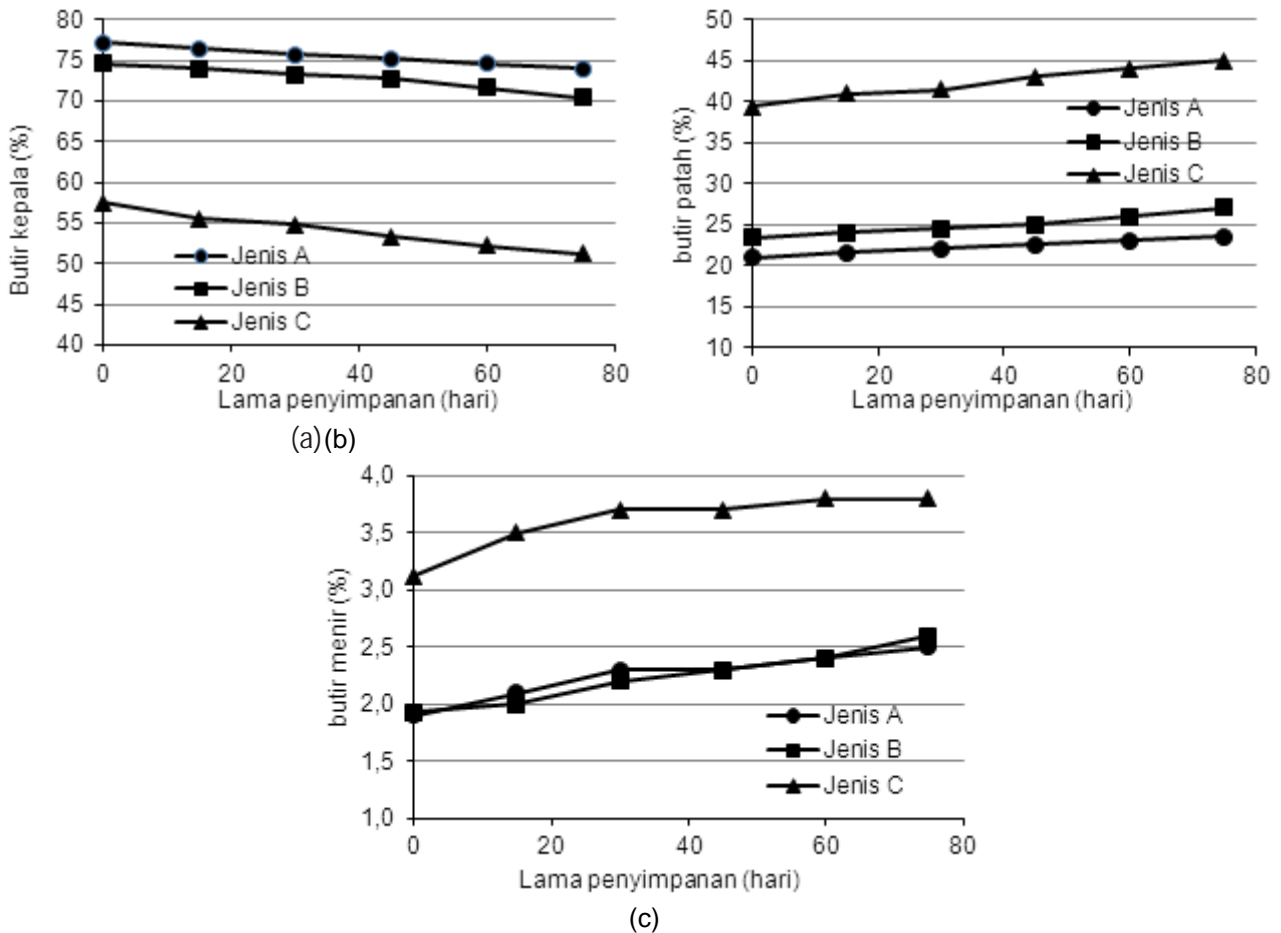 Butir kepala (%)
80
75
70
65
60
55
50
45
40
Jenis A
Jenis B
Jenis C
0 20 40 60 80
Lama penyimpanan (hari)
butir patah (%)
50
45
40
35
30
25
20
15
10
Jenis A
Jenis B
Jenis C
0 20 40 60 80
Lama penyimpanan (hari)
(a)(b)
butir menir (%)
4,0
3,5
3,0
2,5
2,0
1,5
1,0
Jenis A
Jenis B
Jenis C
0 20 40 60 80
Lama penyimpanan (hari)
(c)